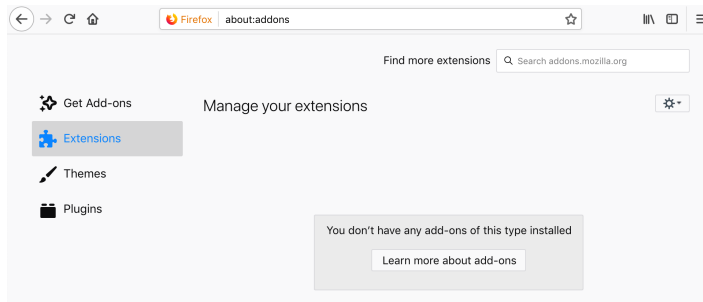 Firefox about:addons
Find more extensions Search addons.mozilla.org
Get Add-ons
Manage your extensions
Extensions
Themes
Plugins
You don't have any add-ons of this type installed
Learn more about add-ons